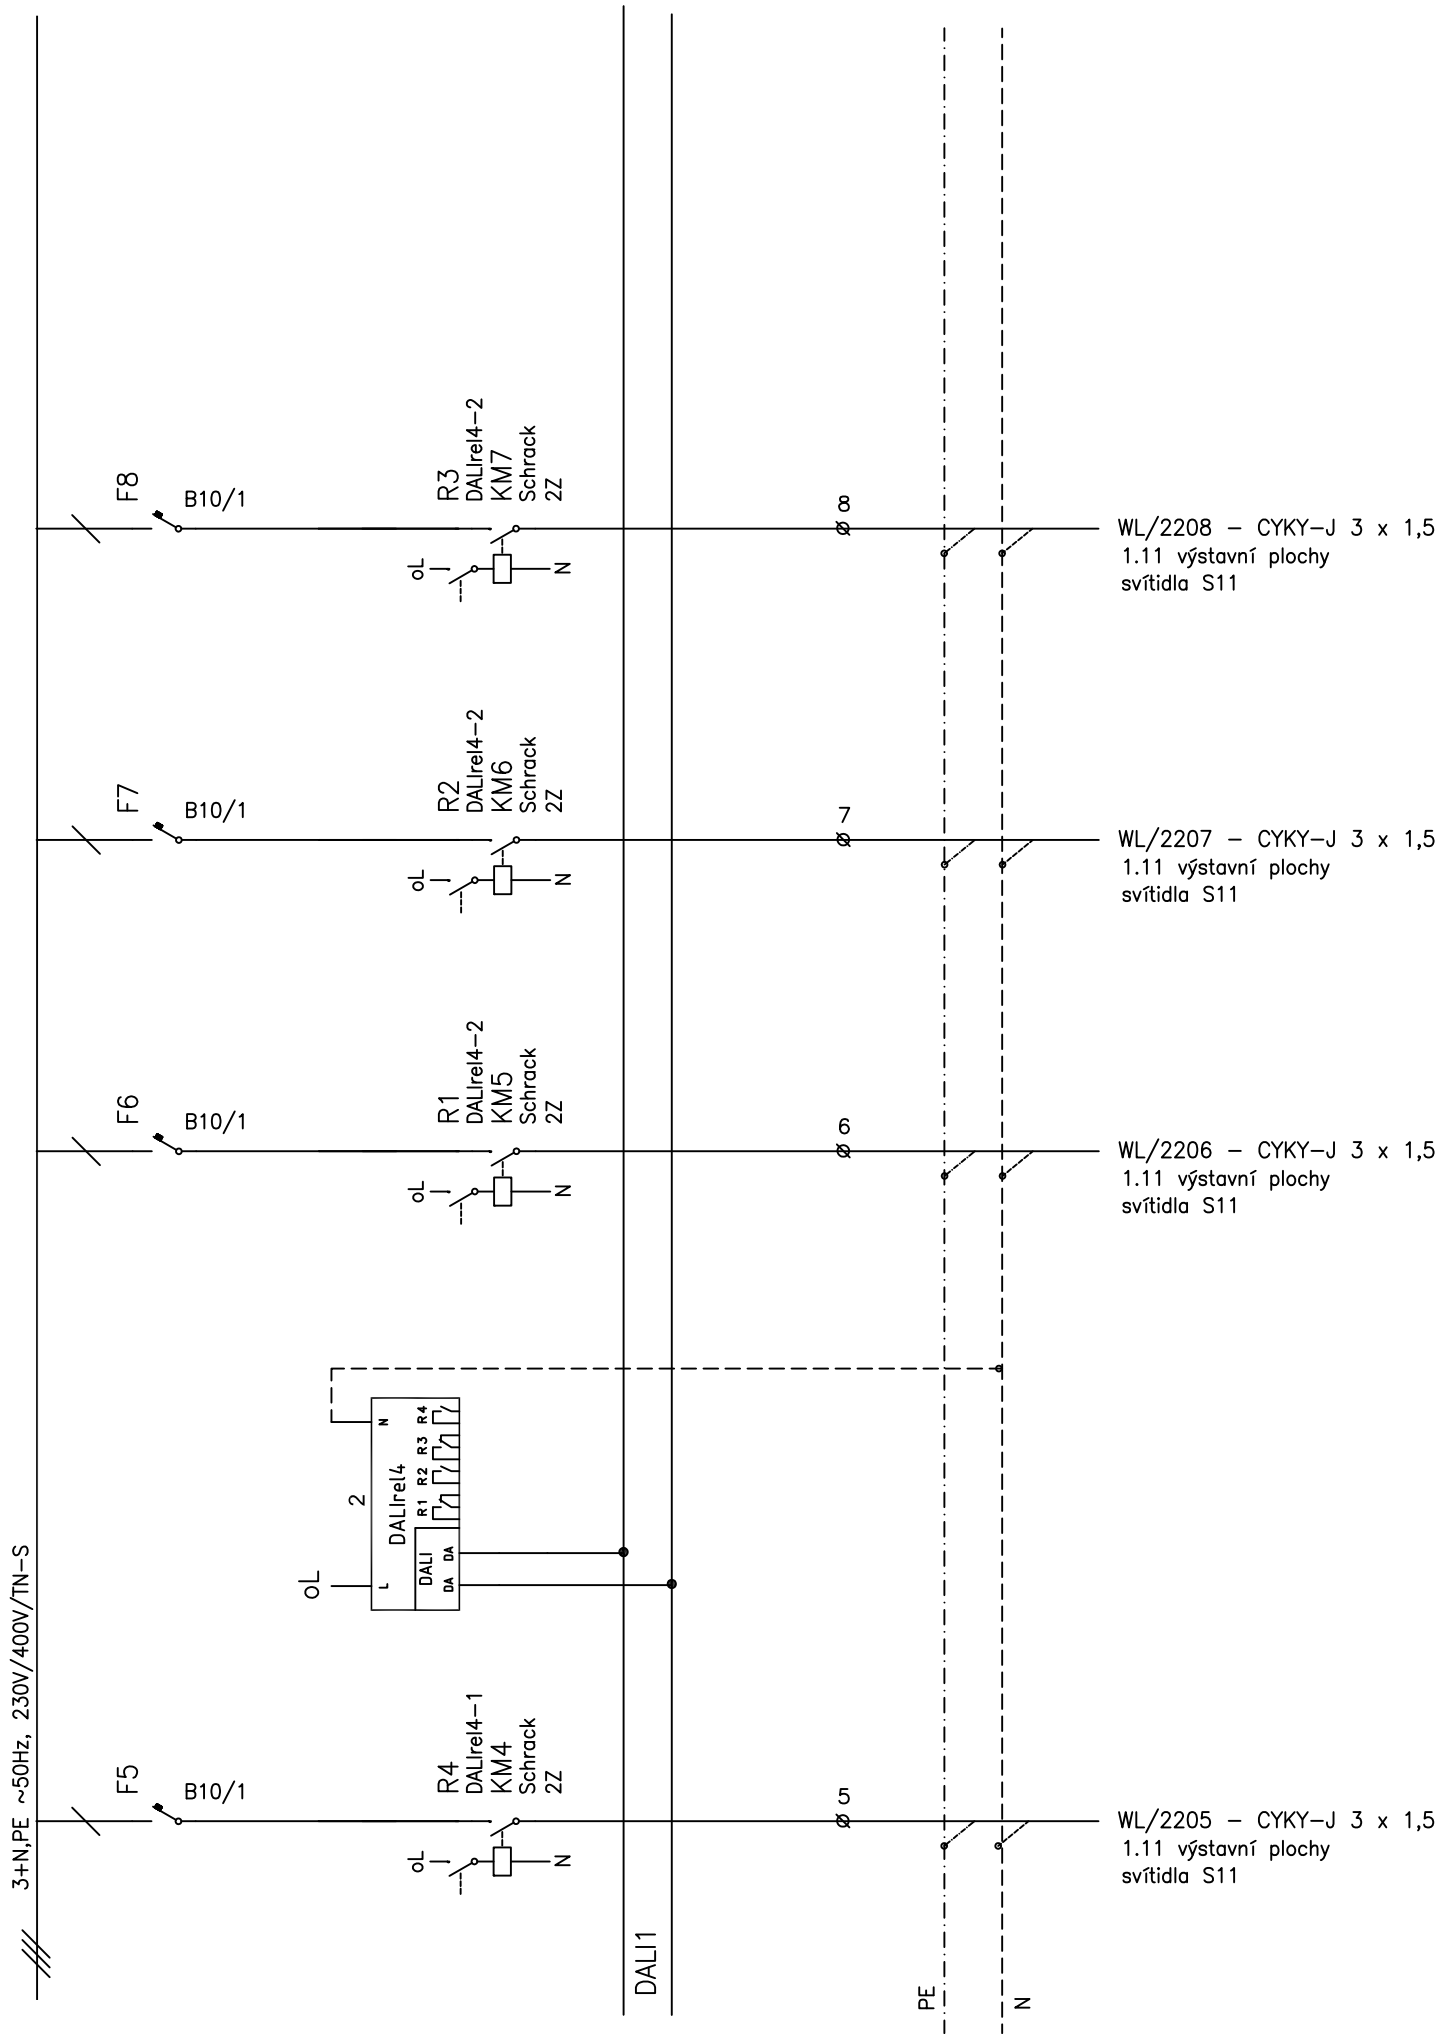 3+N,PE ~50Hz, 230V/400V/TN-S
F8
B10/1
R3
DALIrel4-2
KM7
Schrack
2Z
oL
N
8
WL/2208 - CYKY-J 3 x 1,5
1.11 výstavní plochy
svítidla S11
F7
B10/1
R2
DALIrel4-2
KM6
Schrack
2Z
oL
N
7
WL/2207 - CYKY-J 3 x 1,5
1.11 výstavní plochy
svítidla S11
F6
B10/1
R1
DALIrel4-2
KM5
Schrack
2Z
oL
N
6
WL/2206 - CYKY-J 3 x 1,5
1.11 výstavní plochy
svítidla S11
2
oL
L
N
DALIrel4
DALI
DA DA
R1 R2 R3 R4
F5
B10/1
R4
DALIrel4-1
KM4
Schrack
2Z
oL
N
5
WL/2205 - CYKY-J 3 x 1,5
1.11 výstavní plochy
svítidla S11
DALI1
PE
N